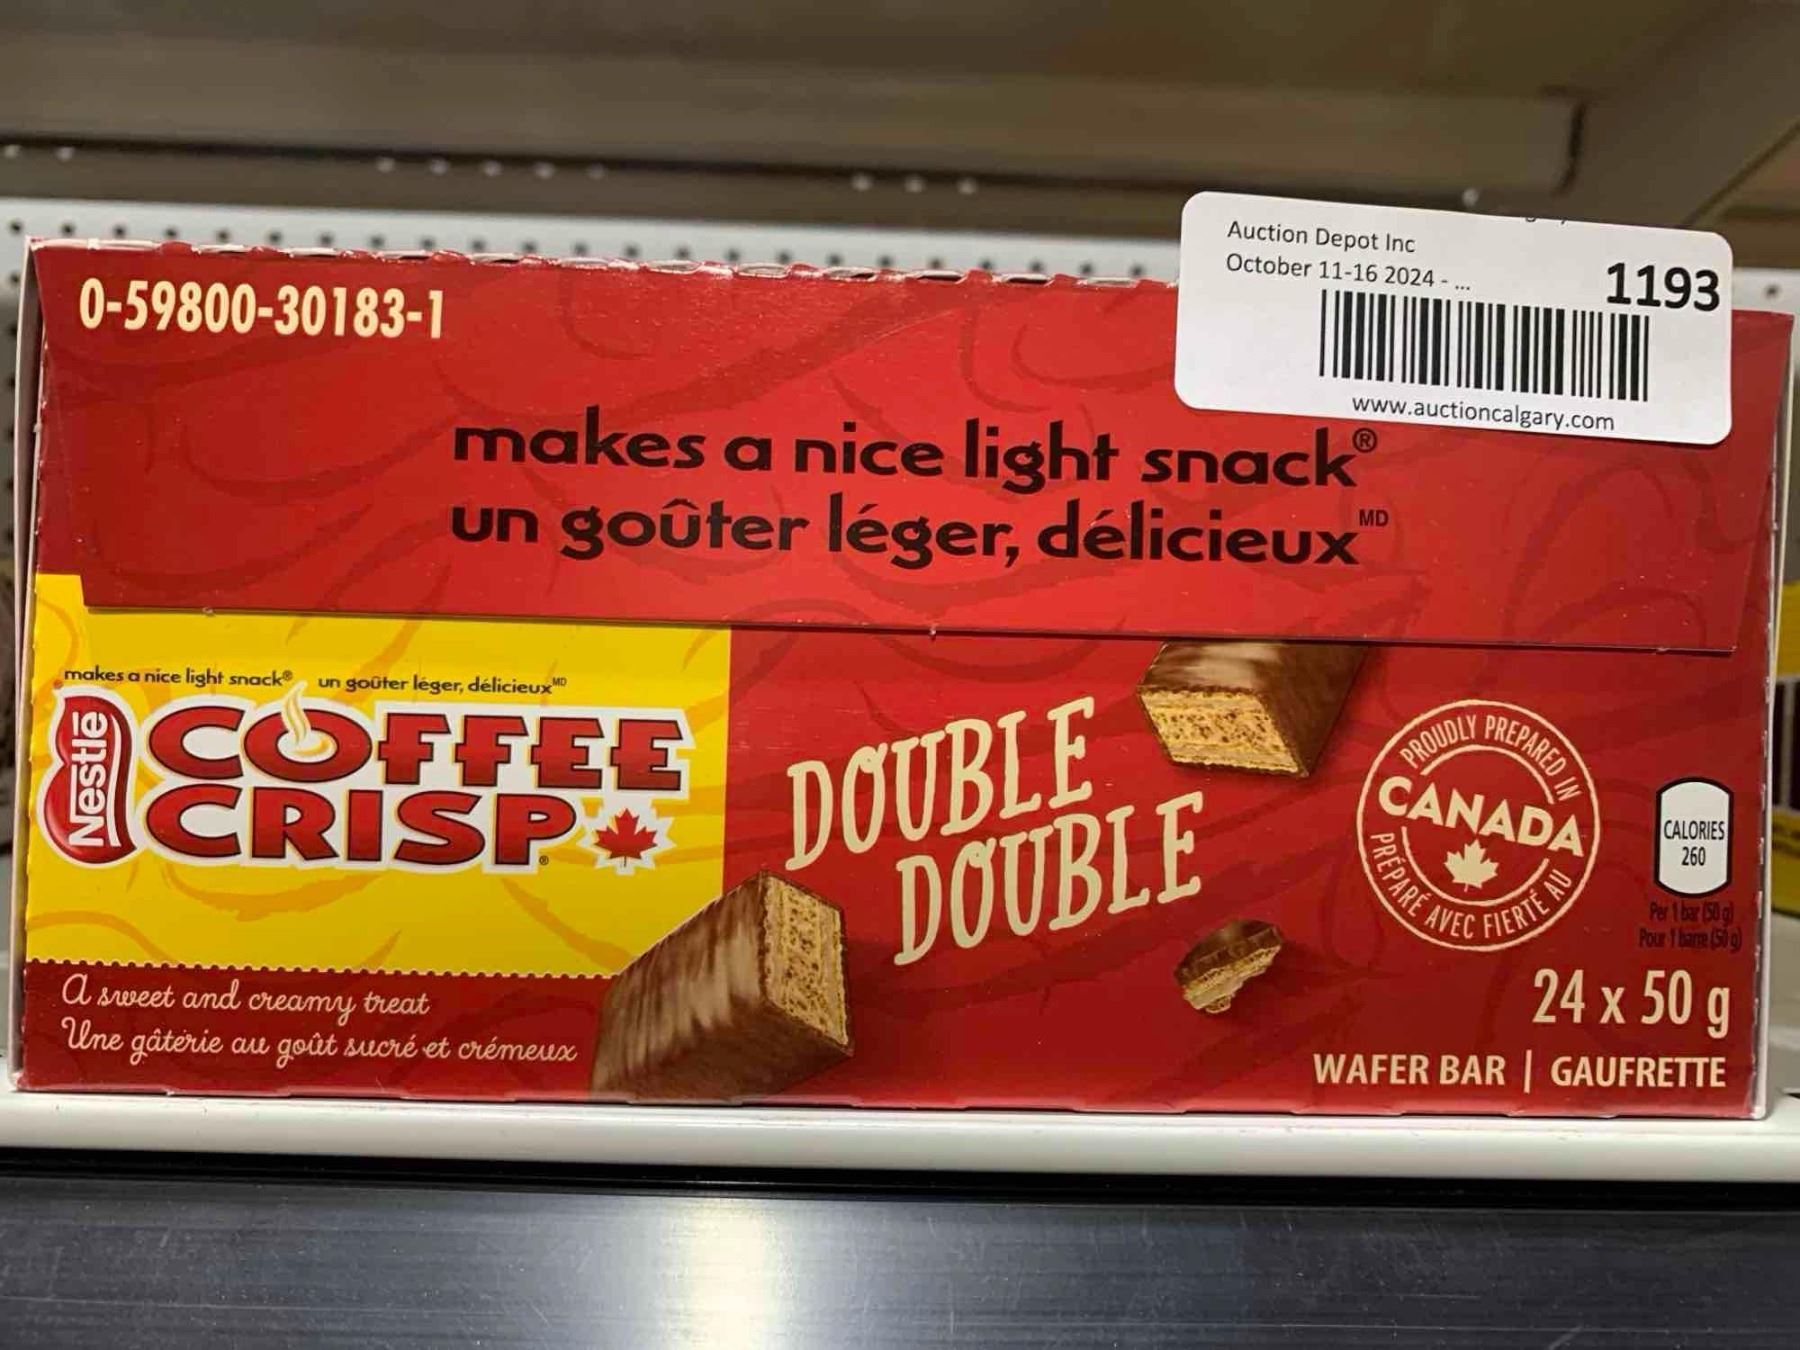 Auction Depot Inc
October 11-16 2024 - ...
1193
www.auctioncalgary.com
0-59800-30183-1
makes a nice light snack®
un goûter léger, délicieux MD
makes a nice light snack® un goûter léger, délicieux MD
Nestlé
COFFEE
CRISP®
DOUBLE
DOUBLE
PROUDLY PREPARED IN
CANADA
PRÉPARÉ AVEC FIERTÉ AU
CALORIES
260
Per 1 bar (50 g)
Pour 1 barre (50 g)
A sweet and creamy treat
Une gâterie au goût sucré et crémeux
24 x 50 g
WAFER BAR | GAUFRETTE